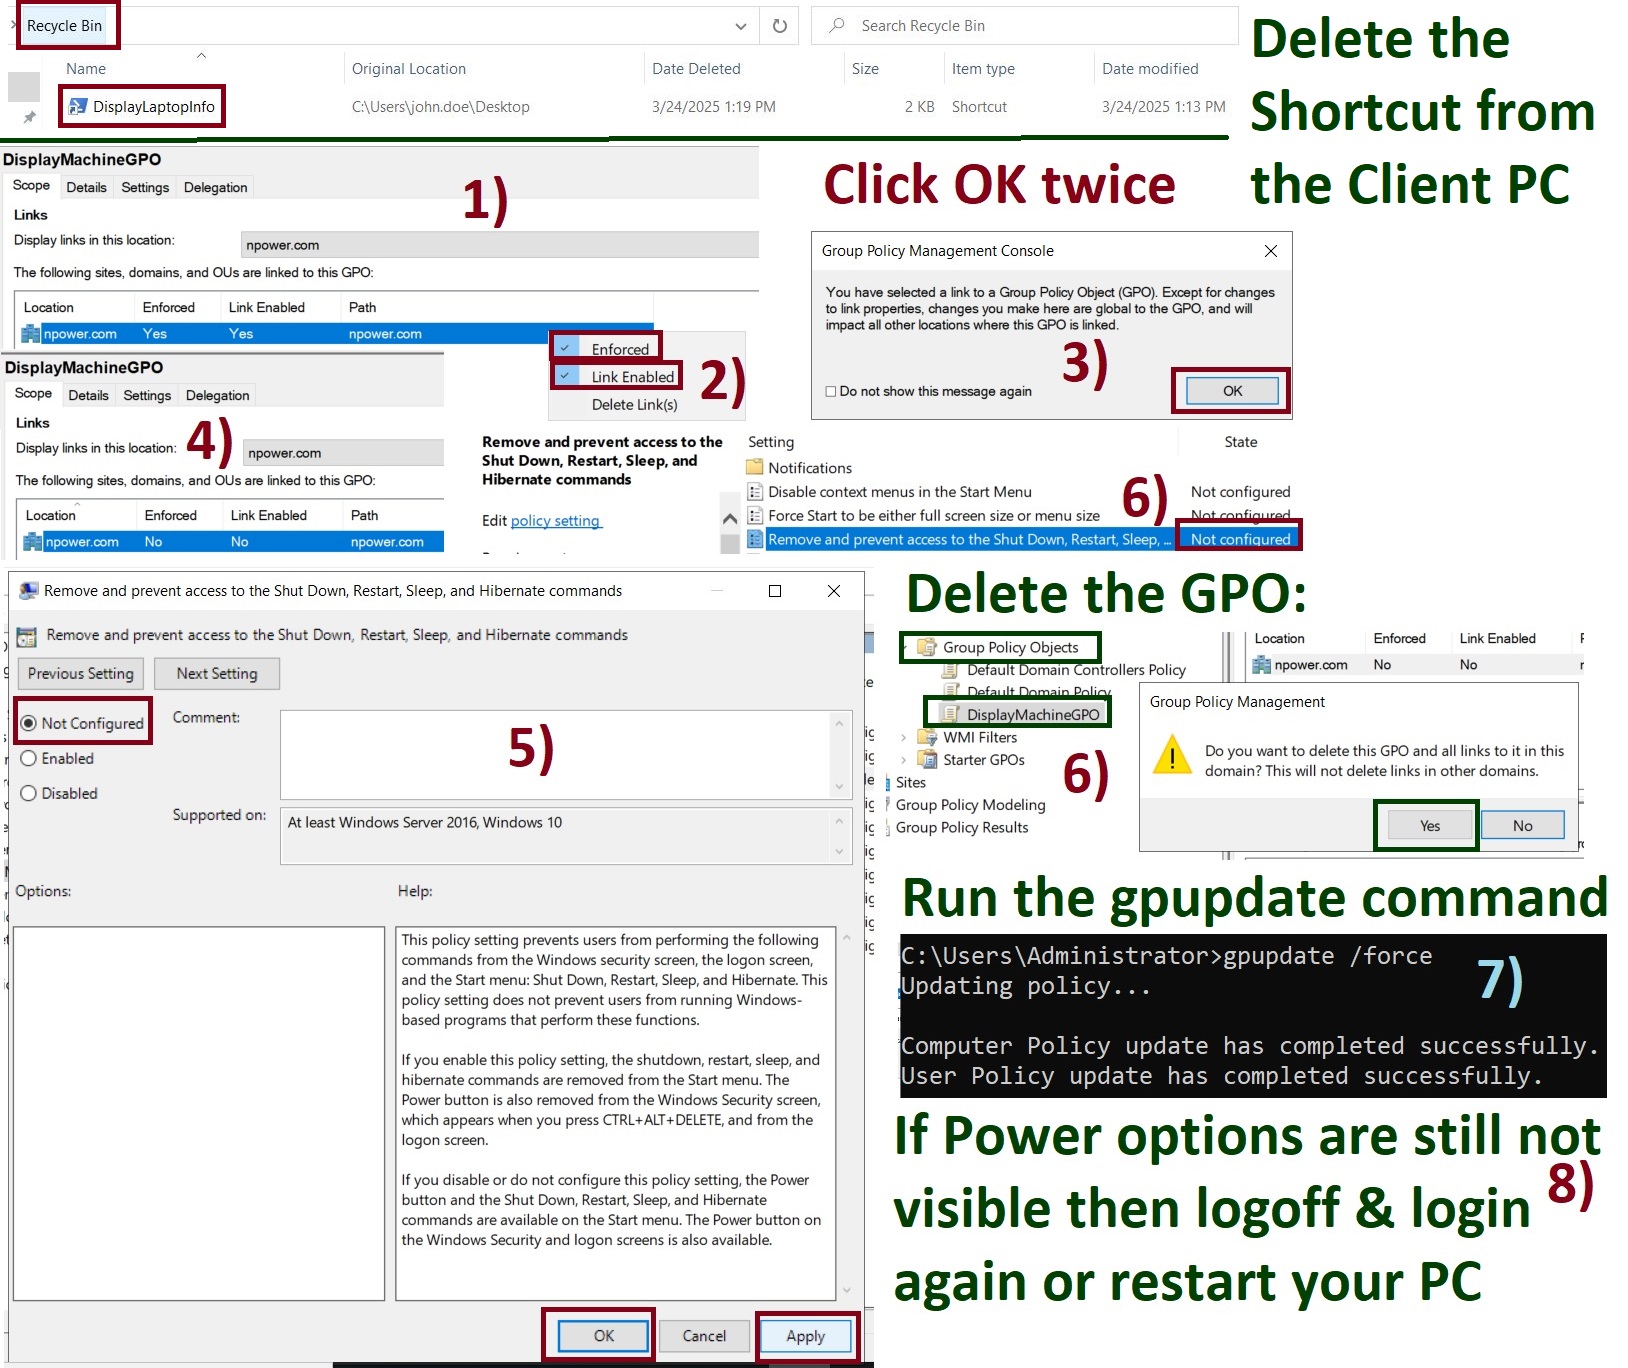 Recycle Bin
Search Recycle Bin
Name Original Location Date Deleted Size Item type Date modified
DisplayLaptopInfo C:\Users\john.doe\Desktop 3/24/2025 1:19 PM 2 KB Shortcut 3/24/2025 1:13 PM
Delete the
Shortcut from
the Client PC
DisplayMachineGPO
Scope Details Settings Delegation
1)
Links
Display links in this location: npower.com
The following sites, domains, and OUs are linked to this GPO:
Location Enforced Link Enabled Path
npower.com Yes Yes npower.com
Enforced
Link Enabled
Delete Link(s)
2)
Click OK twice
Group Policy Management Console
You have selected a link to a Group Policy Object (GPO). Except for changes
to link properties, changes you make here are global to the GPO, and will
impact all other locations where this GPO is linked.
3)
Do not show this message again
OK
DisplayMachineGPO
Scope Details Settings Delegation
Links
Display links in this location: npower.com
4)
The following sites, domains, and OUs are linked to this GPO:
Location Enforced Link Enabled Path
npower.com No No npower.com
Remove and prevent access to the
Shut Down, Restart, Sleep, and
Hibernate commands
Edit policy setting
Setting State
Notifications
Disable context menus in the Start Menu Not configured
Force Start to be either full screen size or menu size Not configured
Remove and prevent access to the Shut Down, Restart, Sleep, ... Not configured
6)
Remove and prevent access to the Shut Down, Restart, Sleep, and Hibernate commands
Remove and prevent access to the Shut Down, Restart, Sleep, and Hibernate commands
Previous Setting Next Setting
Not Configured Comment:
Enabled
Disabled
5)
Supported on: At least Windows Server 2016, Windows 10
Options: Help:
This policy setting prevents users from performing the following
commands from the Windows security screen, the logon screen,
and the Start menu: Shut Down, Restart, Sleep, and Hibernate. This
policy setting does not prevent users from running Windows-
based programs that perform these functions.
If you enable this policy setting, the shutdown, restart, sleep, and
hibernate commands are removed from the Start menu. The
Power button is also removed from the Windows Security screen,
which appears when you press CTRL+ALT+DELETE, and from the
logon screen.
If you disable or do not configure this policy setting, the Power
button and the Shut Down, Restart, Sleep, and Hibernate
commands are available on the Start menu. The Power button on
the Windows Security and logon screens is also available.
OK Cancel Apply
Delete the GPO:
Group Policy Objects
Default Domain Controllers Policy
Default Domain Policy
DisplayMachineGPO
WMI Filters
Starter GPOs
Sites
Group Policy Modeling
Group Policy Results
6)
Location Enforced Link Enabled
npower.com No No
Group Policy Management
Do you want to delete this GPO and all links to it in this
domain? This will not delete links in other domains.
Yes No
Run the gpupdate command
C:\Users\Administrator>gpupdate /force
Updating policy...
7)
Computer Policy update has completed successfully.
User Policy update has completed successfully.
If Power options are still not
visible then logoff & login
8)
again or restart your PC